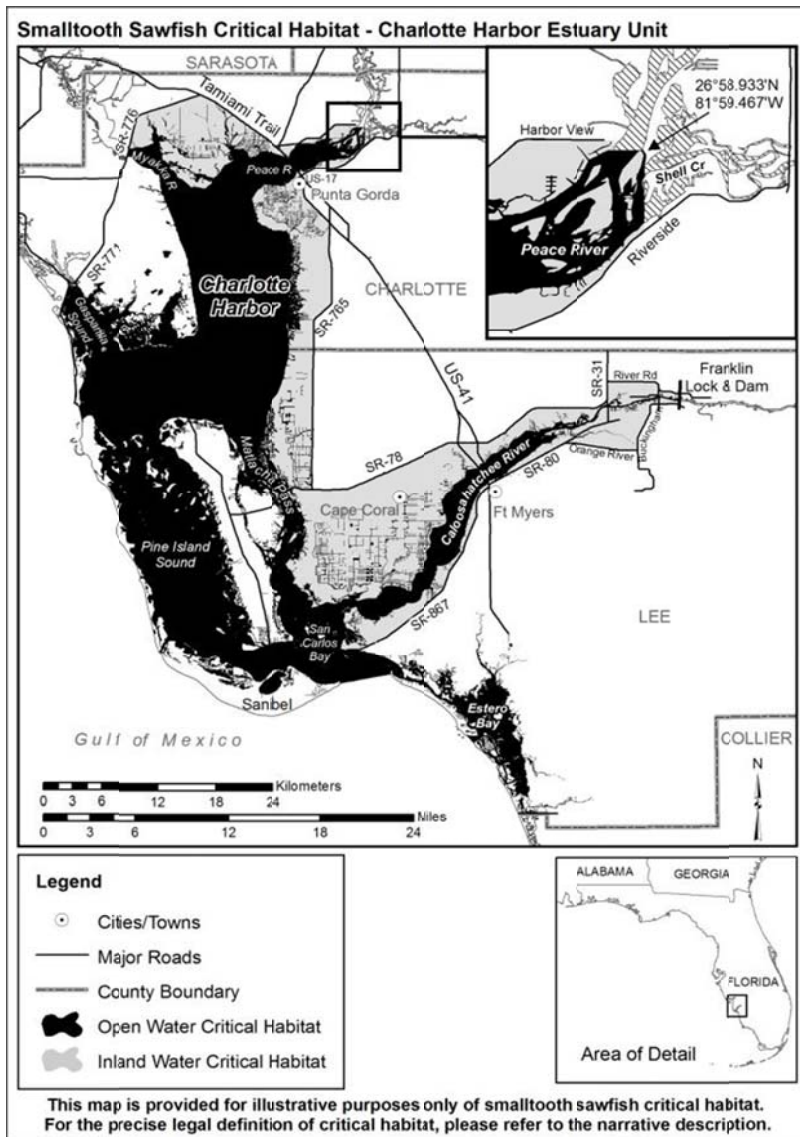 Smalltooth Sawfish Critical Habitat - Charlotte Harbor Estuary Unit
SARASOTA
Tamiami Trail
SR-776
Myakka R
Peace R
US-17
Punta Gorda
SR-771
Charlotte
Harbor
CHARLOTTE
Gasparilla
Sound
SR-765
US-41
SR-31
River Rd
Franklin
Lock & Dam
Buckingham
Orange River
SR-80
SR-78
Matlacha Pass
Cape Coral
Caloosahatchee River
Ft Myers
Pine Island
Sound
SR-867
San
Carlos
Bay
LEE
Sanibel
Estero
Bay
Gulf of Mexico
COLLIER
N
Kilometers
0 3 6 12 18 24
Miles
0 3 6 12 18 24
26°58.933'N
81°59.467'W
Harbor View
Shell Cr
Peace River
Riverside
Legend
Cities/Towns
Major Roads
County Boundary
Open Water Critical Habitat
Inland Water Critical Habitat
ALABAMA
GEORGIA
FLORIDA
Area of Detail
This map is provided for illustrative purposes only of smalltooth sawfish critical habitat.
For the precise legal definition of critical habitat, please refer to the narrative description.